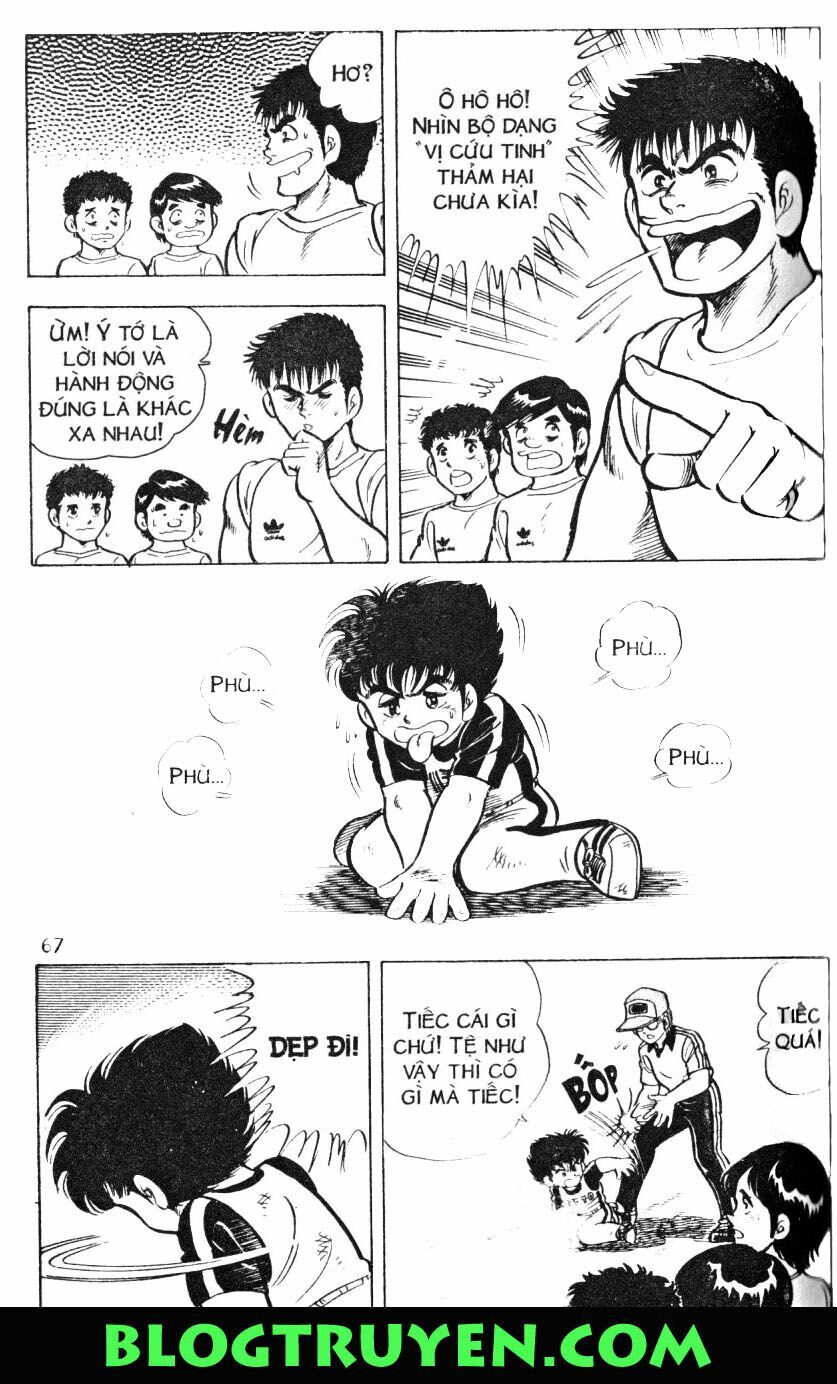 Ô HÔ HÔ!
NHÌN BỘ DẠNG
"VỊ CỨU TINH"
THẢM HẠI
CHƯA KÌA!
HƠ?
ỪM! Ý TỚ LÀ
LỜI NÓI VÀ
HÀNH ĐỘNG
ĐÚNG LÀ KHÁC
XA NHAU!
Hèm
adidas
PHÙ...
PHÙ...
PHÙ...
PHÙ...
67
TIẾC
QUÁ!
BỐP
TIẾC CÁI GÌ
CHỨ! TỆ NHƯ
VẬY THÌ CÓ
GÌ MÀ TIẾC!
DẸP ĐI!
BLOGTRUYEN.COM